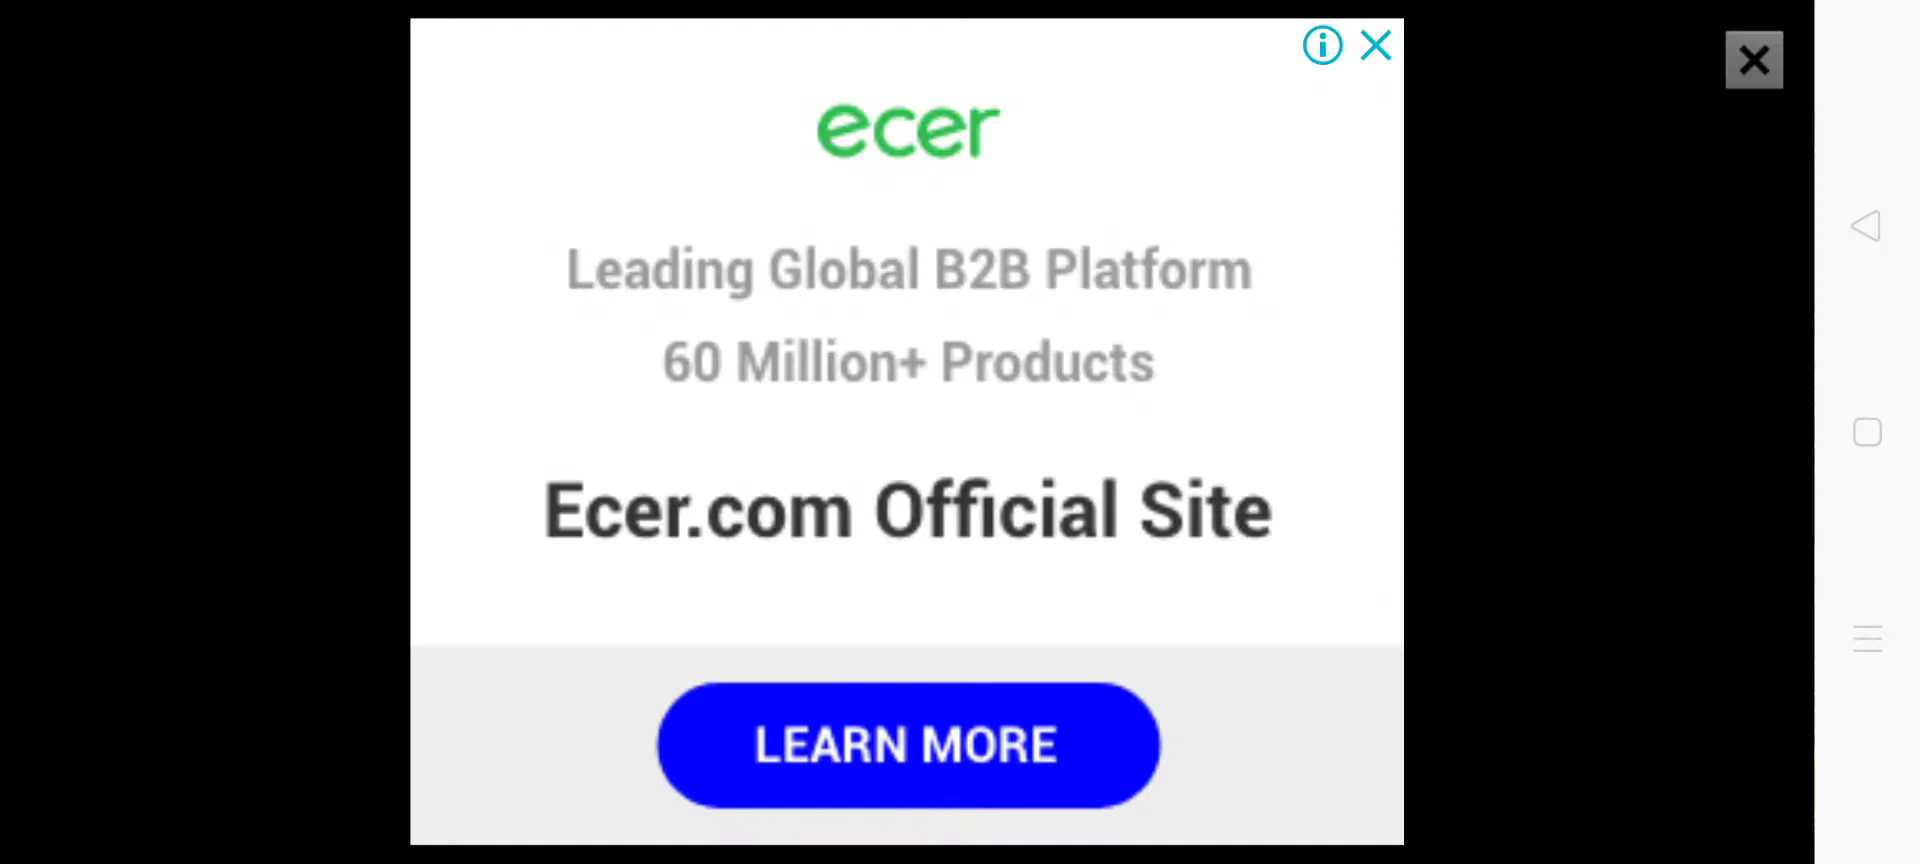 ecer
Leading Global B2B Platform
60 Million+ Products
Ecer.com Official Site
LEARN MORE